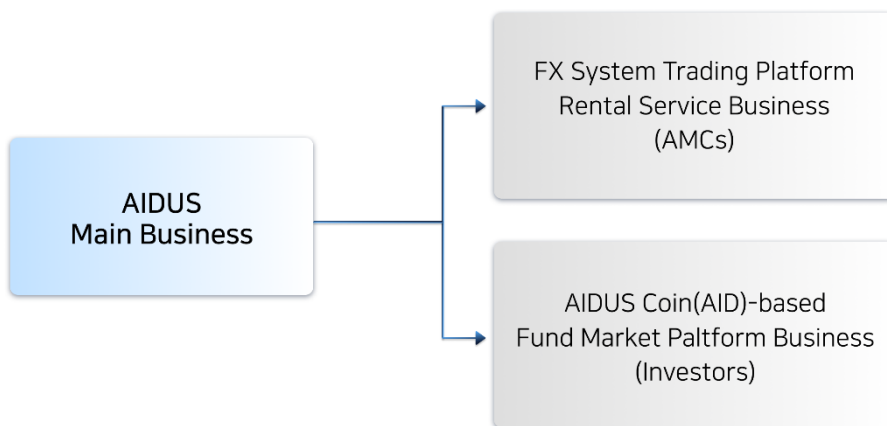 AIDUS
Main Business
FX System Trading Platform
Rental Service Business
(AMCs)
AIDUS Coin(AID)-based
Fund Market Paltform Business
(Investors)